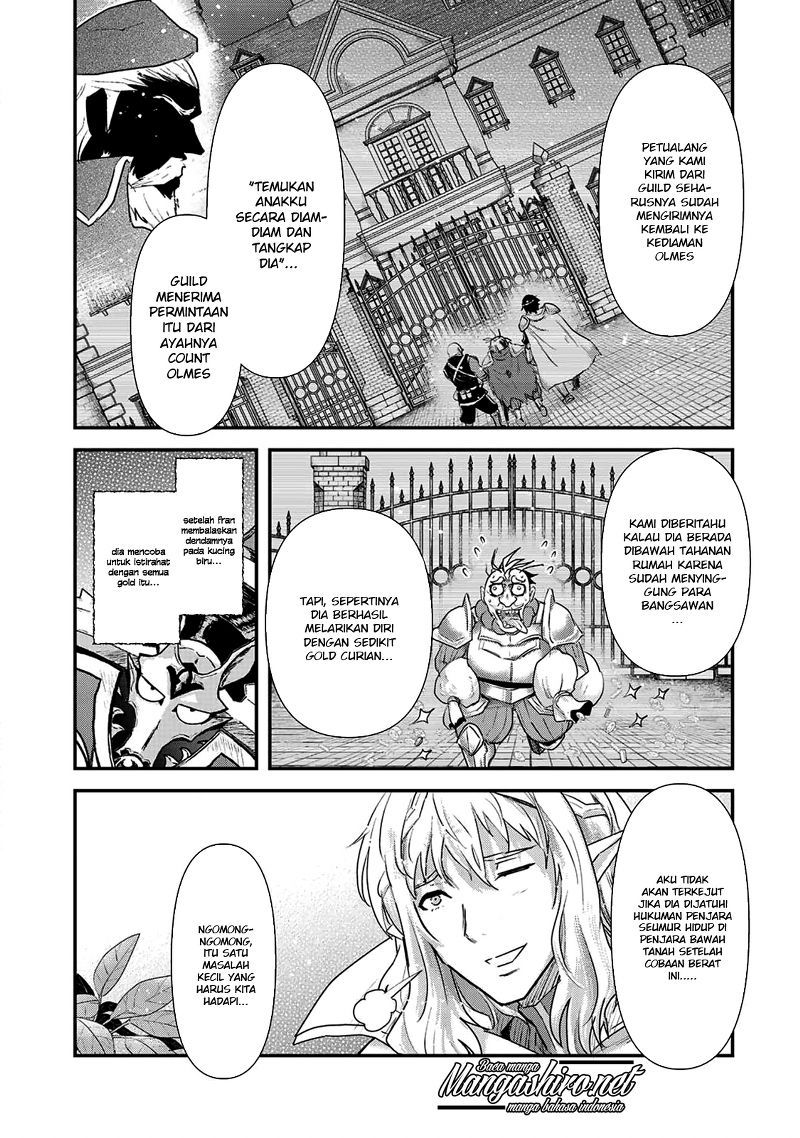 PETUALANG
YANG KAMI
KIRIM DARI
GUILD SEHA-
RUSNYA SUDAH
MENGIRIMNYA
KEMBALI KE
KEDIAMAN
OLMES
"TEMUKAN
ANAKKU
SECARA DIAM-
DIAM DAN
TANGKAP
DIA"...
GUILD
MENERIMA
PERMINTAAN
ITU DARI
AYAHNYA
COUNT
OLMES
KAMI DIBERITAHU
KALAU DIA BERADA
DIBAWAH TAHANAN
RUMAH KARENA
SUDAH MENYING-
GUNG PARA
BANGSAWAN
...
TAPI, SEPERTINYA
DIA BERHASIL
MELARIKAN DIRI
DENGAN SEDIKIT
GOLD CURIAN...
setelah fran
membalaskan
dendamnya
pada kucing
biru...
dia mencoba
untuk istirahat
dengan semua
gold itu...
AKU TIDAK
AKAN TERKEJUT
JIKA DIA DIJATUHI
HUKUMAN PENJARA
SEUMUR HIDUP DI
PENJARA BAWAH
TANAH SETELAH
COBAAN BERAT
INI.....
NGOMONG-
NGOMONG,
ITU SATU
MASALAH
KECIL YANG
HARUS KITA
HADAPI...
Baca manga
Mangashiro.net
manga bahasa indonesia